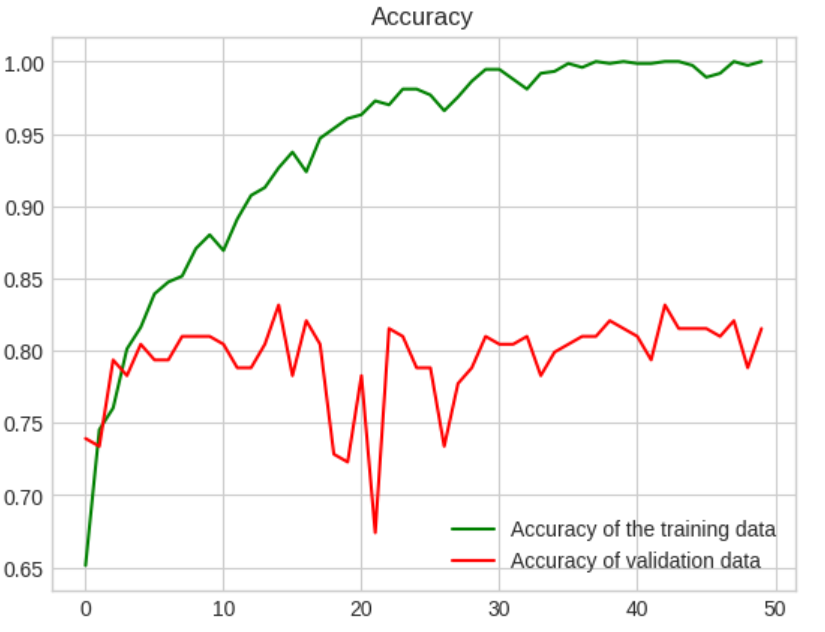 Accuracy
1.00
0.95
0.90
0.85
0.80
0.75
0.70
0.65
Accuracy of the training data
Accuracy of validation data
0 10 20 30 40 50